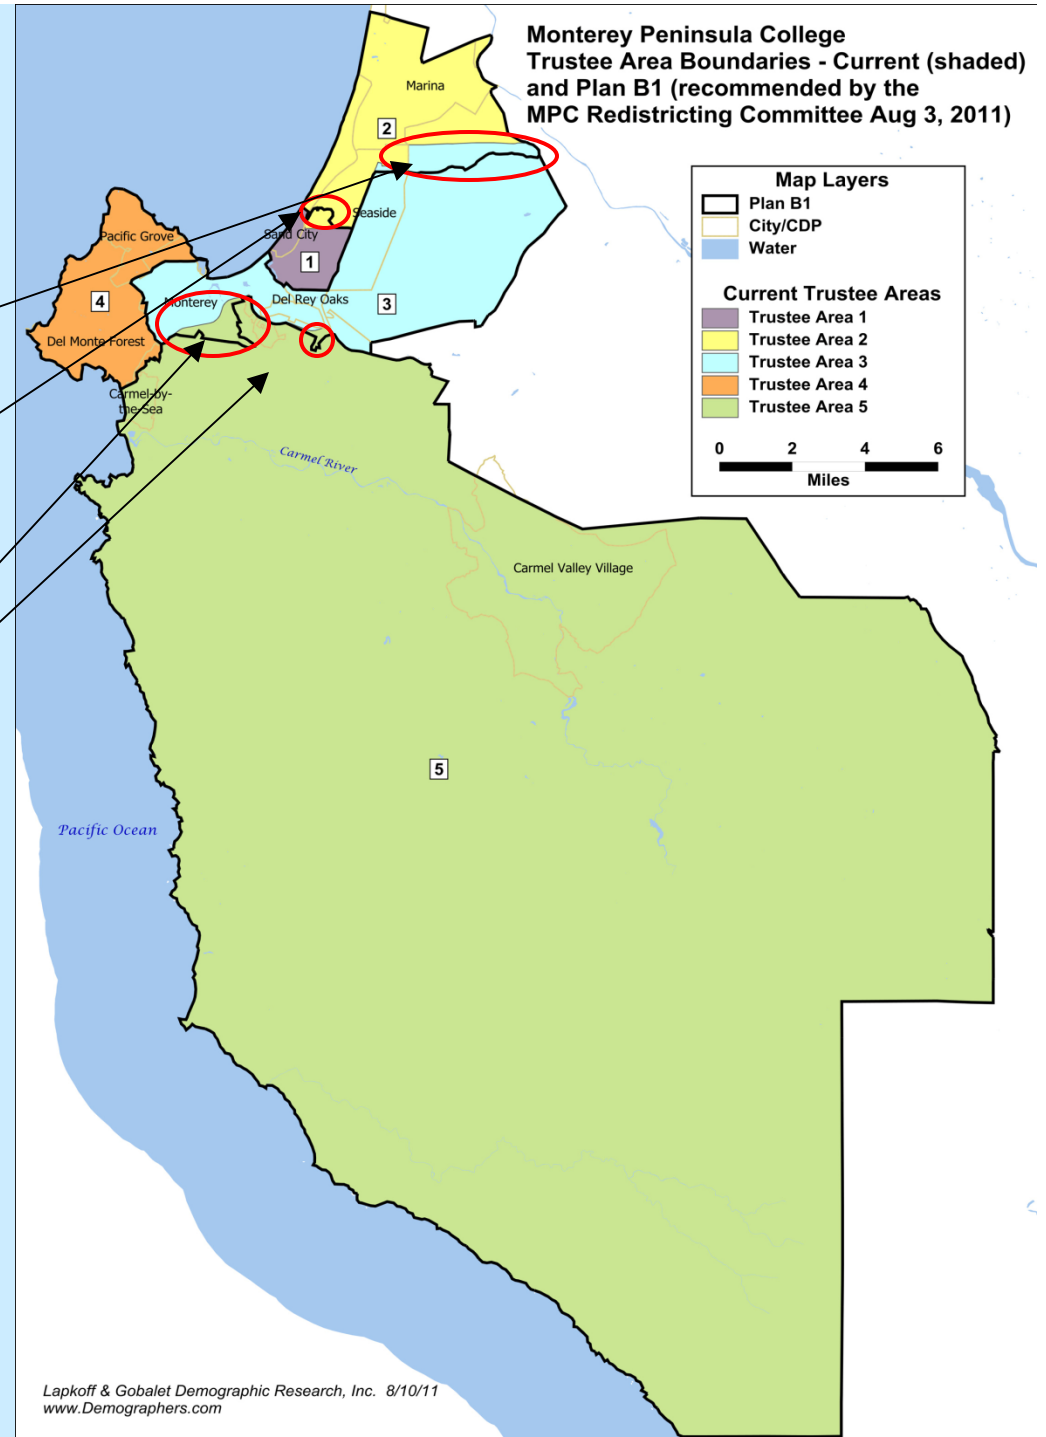 Monterey Peninsula College
Trustee Area Boundaries - Current (shaded)
and Plan B1 (recommended by the
MPC Redistricting Committee Aug 3, 2011)
Map Layers
Plan B1
City/CDP
Water
Current Trustee Areas
Trustee Area 1
Trustee Area 2
Trustee Area 3
Trustee Area 4
Trustee Area 5
0 2 4 6
Miles
Marina
2
Seaside
Sand City
1
Pacific Grove
4
Monterey
Del Rey Oaks
3
Del Monte Forest
Carmel-by-
the-Sea
Carmel River
Carmel Valley Village
5
Pacific Ocean
Lapkoff & Gobalet Demographic Research, Inc. 8/10/11
www.Demographers.com